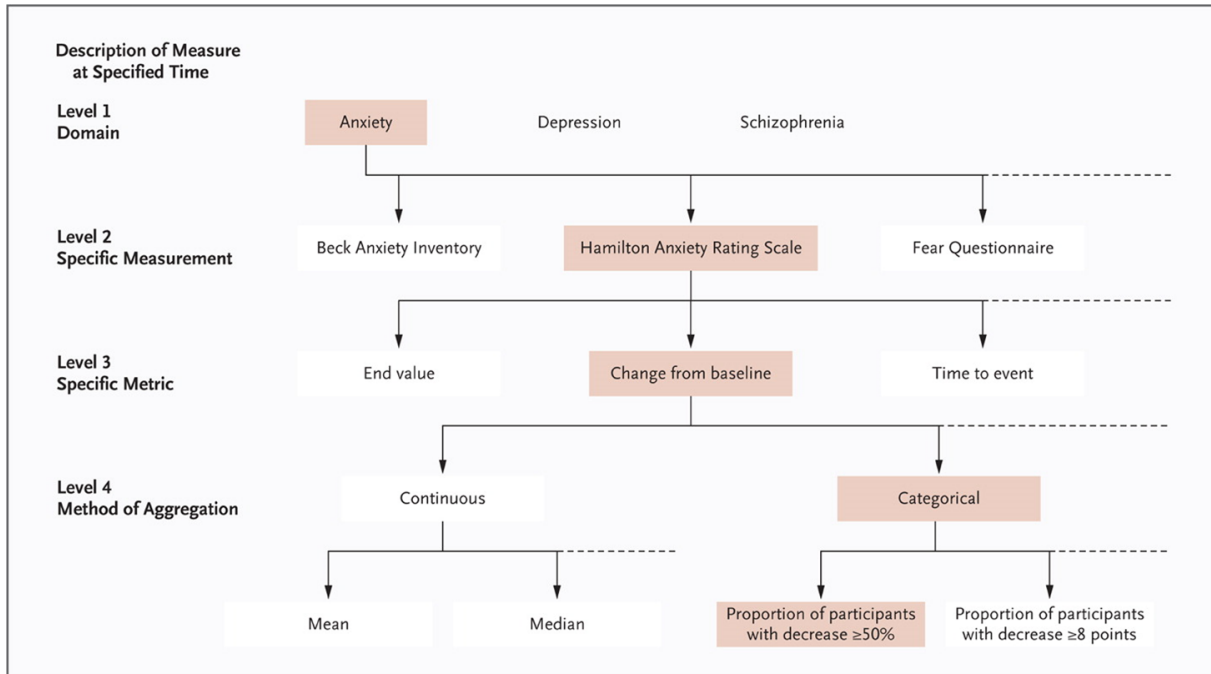 Description of Measure
at Specified Time
Level 1
Domain
Anxiety
Depression
Schizophrenia
Level 2
Specific Measurement
Beck Anxiety Inventory
Hamilton Anxiety Rating Scale
Fear Questionnaire
Level 3
Specific Metric
End value
Change from baseline
Time to event
Level 4
Method of Aggregation
Continuous
Categorical
Mean
Median
Proportion of participants
with decrease ≥50%
Proportion of participants
with decrease ≥8 points